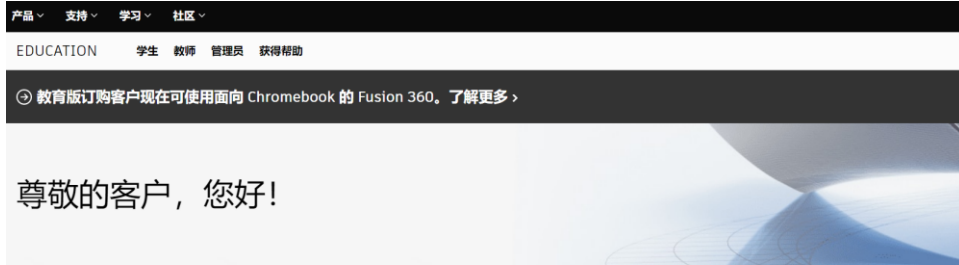 产品 支持 学习 社区
EDUCATION 学生 教师 管理员 获得帮助
教育版订购客户现在可使用面向 Chromebook 的 Fusion 360。了解更多 ›
尊敬的客户，您好！